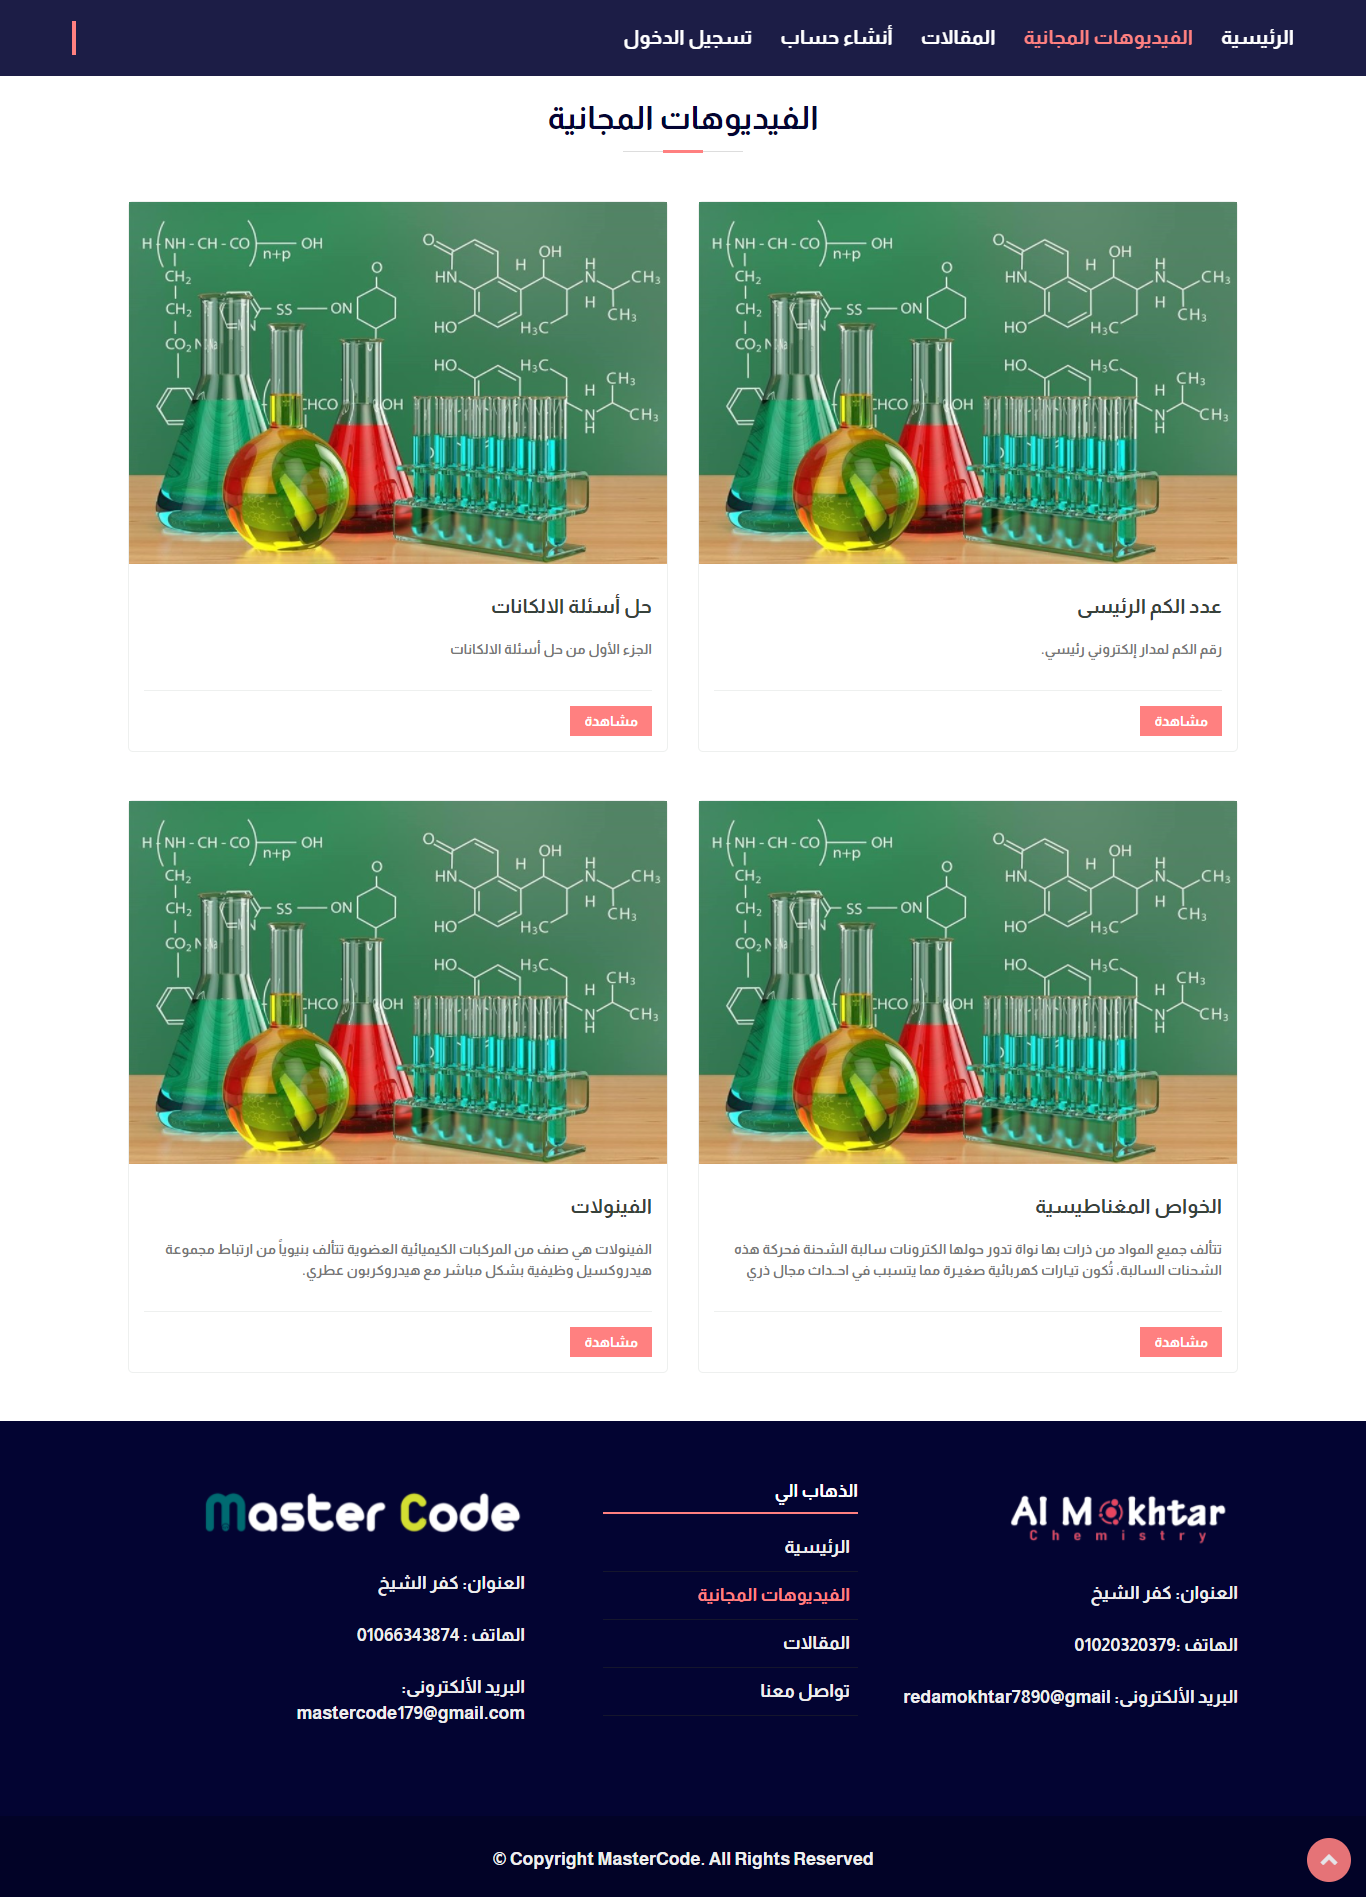 الرئيسية
الفيديوهات المجانية
المقالات
أنشاء حساب
تسجيل الدخول
الفيديوهات المجانية
عدد الكم الرئيسى
رقم الكم لمدار إلكتروني رئيسي.
مشاهدة
حل أسئلة الالكانات
الجزء الأول من حل أسئلة الالكانات
مشاهدة
الخواص المغناطيسية
تتألف جميع المواد من ذرات بها نواة تدور حولها الكترونات سالبة الشحنة فحركة هذه
الشحنات السالبة، تُكون تيارات كهربائية صغيرة مما يتسبب في احـداث مجال ذري
مشاهدة
الفينولات
الفينولات هي صنف من المركبات الكيميائية العضوية تتألف بنيوياً من ارتباط مجموعة
هيدروكسيل وظيفية بشكل مباشر مع هيدروكربون عطري.
مشاهدة
Al Mokhtar
Chemistry
العنوان: كفر الشيخ
الهاتف :01020320379
البريد الألكترونى: redamokhtar7890@gmail
الذهاب الي
الرئيسية
الفيديوهات المجانية
المقالات
تواصل معنا
Master Code
العنوان: كفر الشيخ
الهاتف : 01066343874
البريد الألكترونى:
mastercode179@gmail.com
© Copyright MasterCode. All Rights Reserved